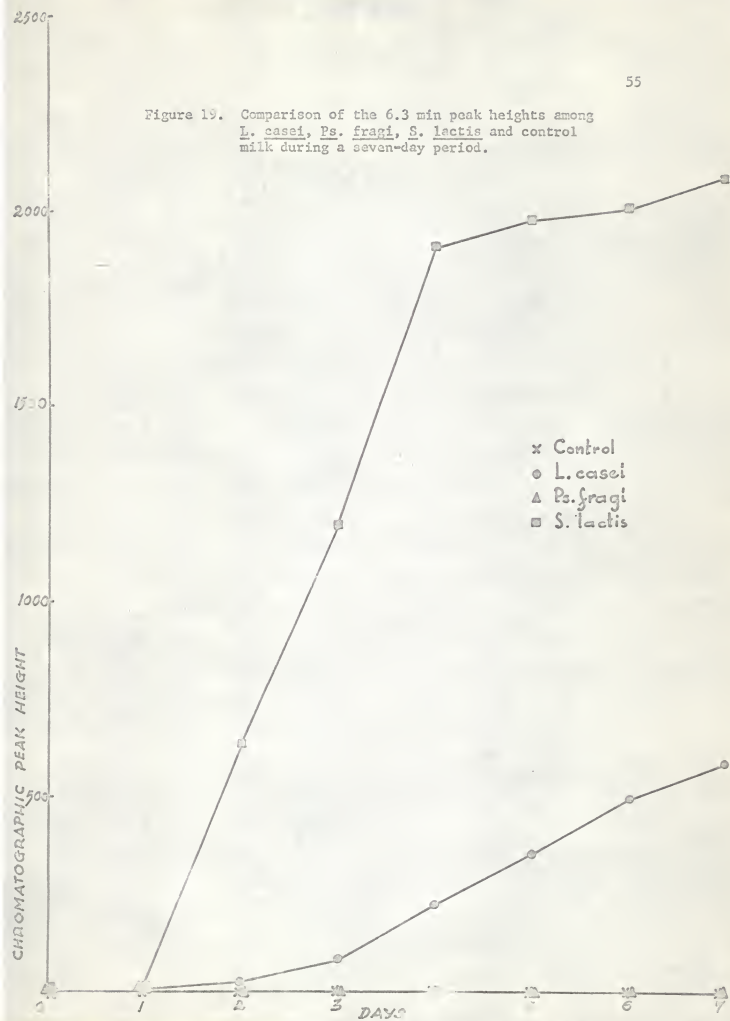 2500
55
Figure 19. Comparison of the 6.3 min peak heights among
L. casei, Ps. fragi, S. lactis and control
milk during a seven-day period.
2000
1500
x Control
● L. casei
▲ Ps. fragi
■ S. lactis
1000
CHROMATOGRAPHIC PEAK HEIGHT
500
0 1 2 3 6 7
DAYS